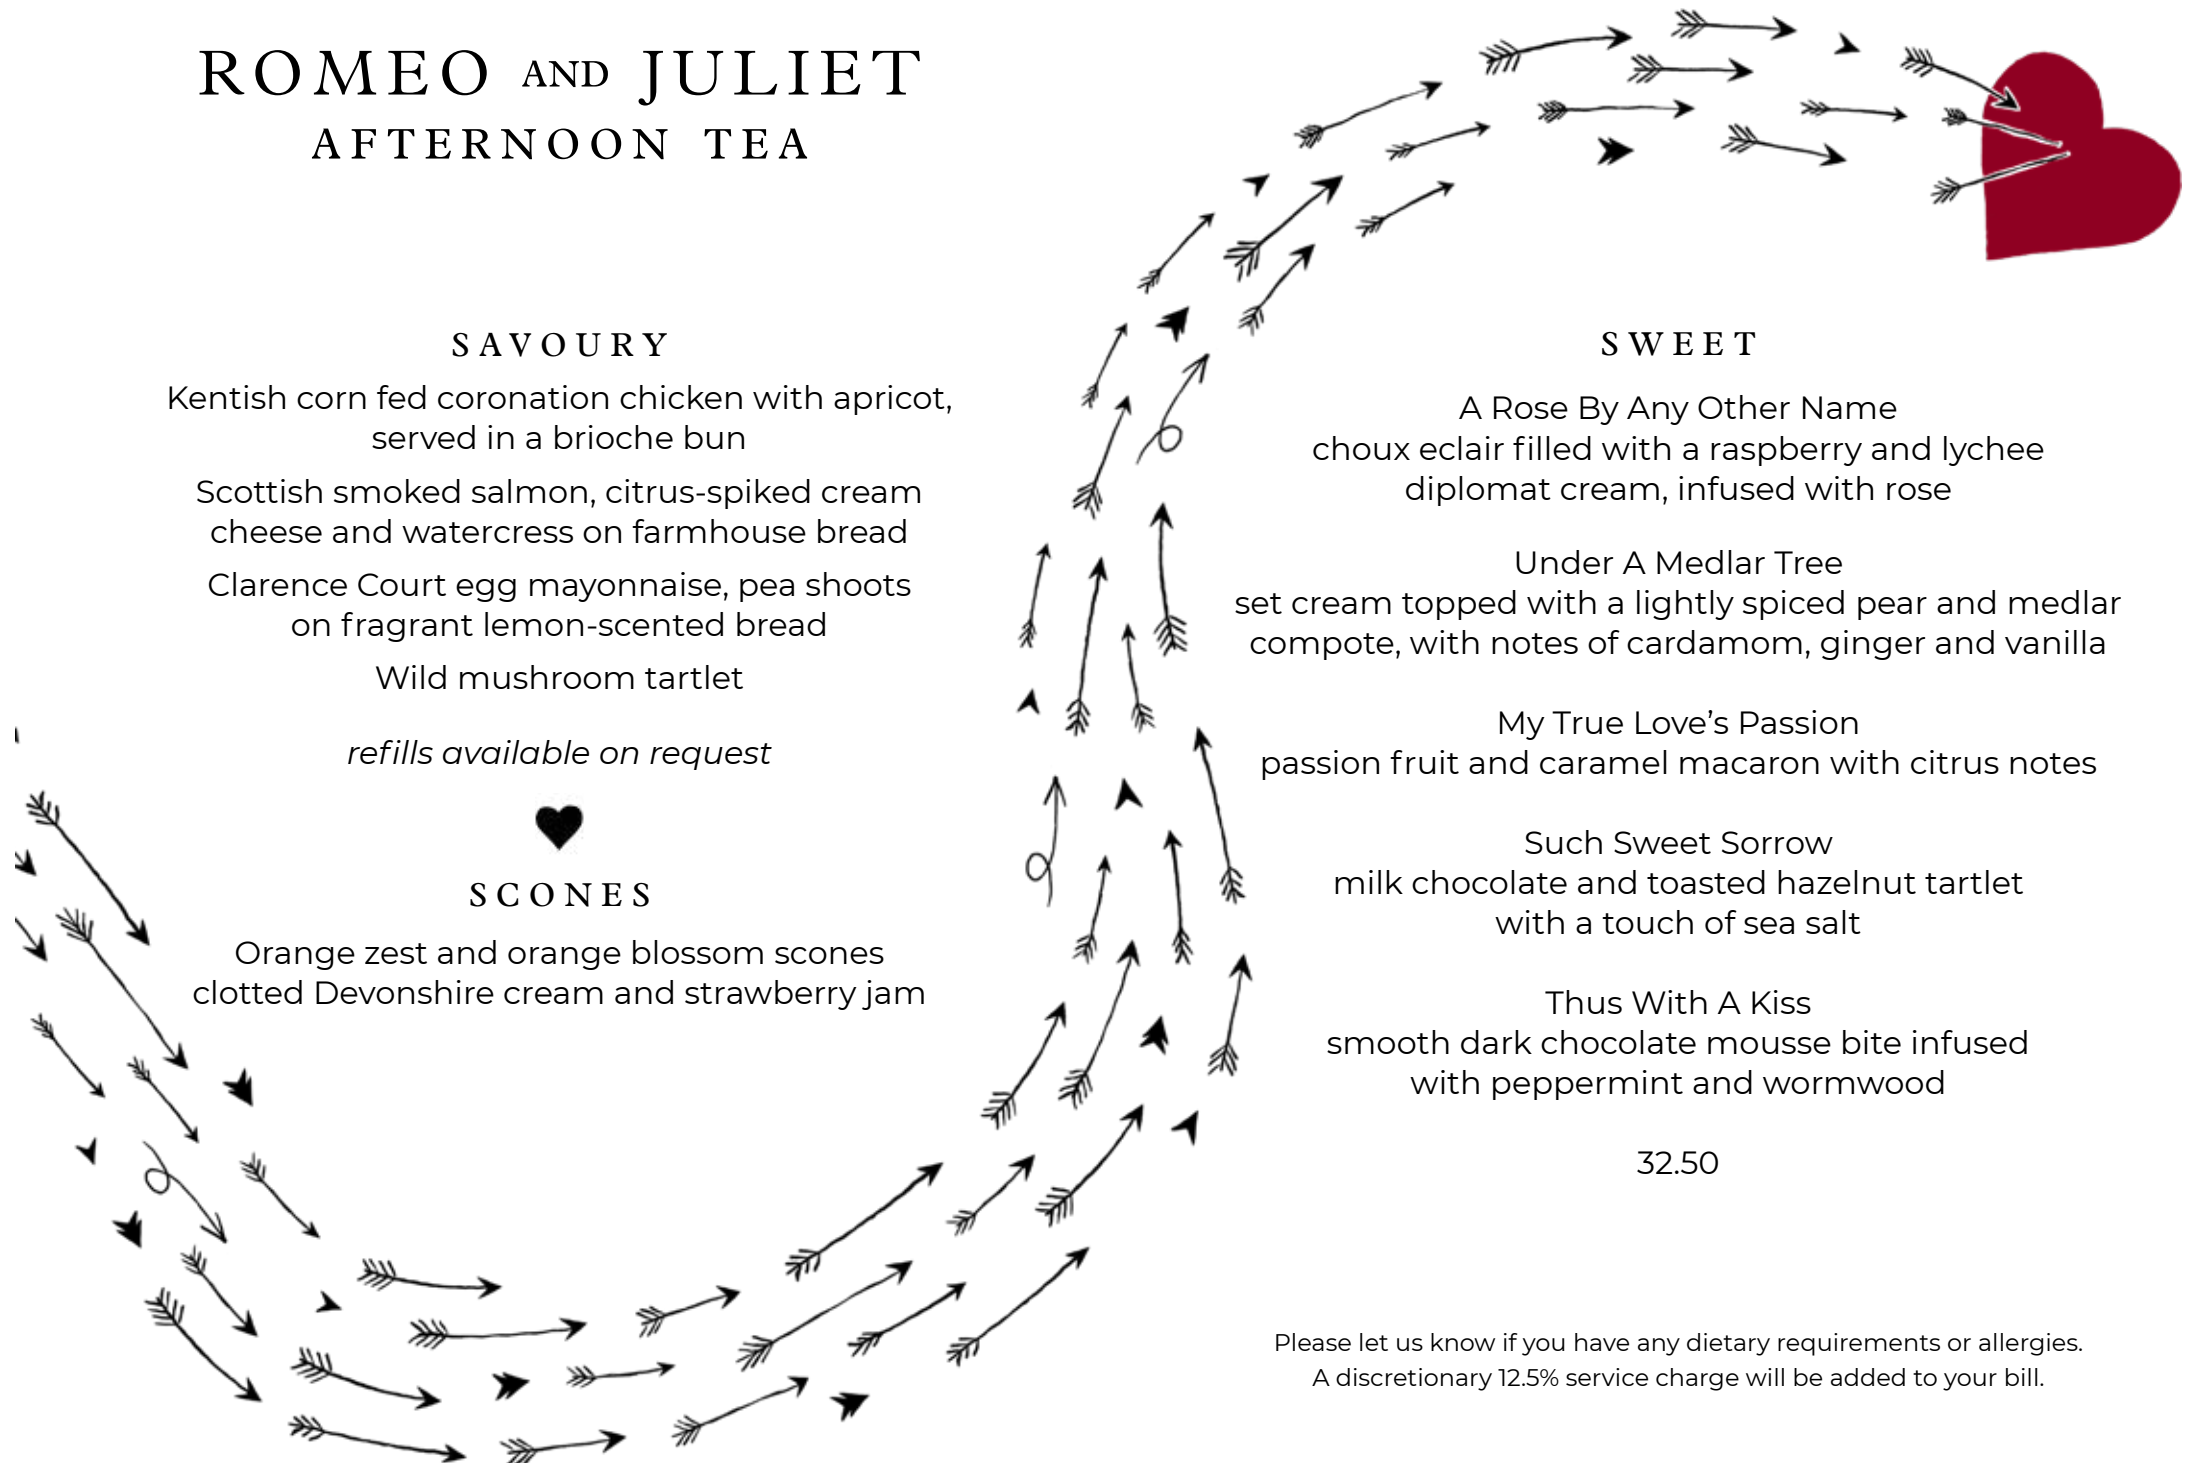 ROMEO AND JULIET
AFTERNOON TEA
SAVOURY
Kentish corn fed coronation chicken with apricot,
served in a brioche bun
Scottish smoked salmon, citrus-spiked cream
cheese and watercress on farmhouse bread
Clarence Court egg mayonnaise, pea shoots
on fragrant lemon-scented bread
Wild mushroom tartlet
refills available on request
SCONES
Orange zest and orange blossom scones
clotted Devonshire cream and strawberry jam
SWEET
A Rose By Any Other Name
choux eclair filled with a raspberry and lychee
diplomat cream, infused with rose
Under A Medlar Tree
set cream topped with a lightly spiced pear and medlar
compote, with notes of cardamom, ginger and vanilla
My True Love’s Passion
passion fruit and caramel macaron with citrus notes
Such Sweet Sorrow
milk chocolate and toasted hazelnut tartlet
with a touch of sea salt
Thus With A Kiss
smooth dark chocolate mousse bite infused
with peppermint and wormwood
32.50
Please let us know if you have any dietary requirements or allergies.
A discretionary 12.5% service charge will be added to your bill.